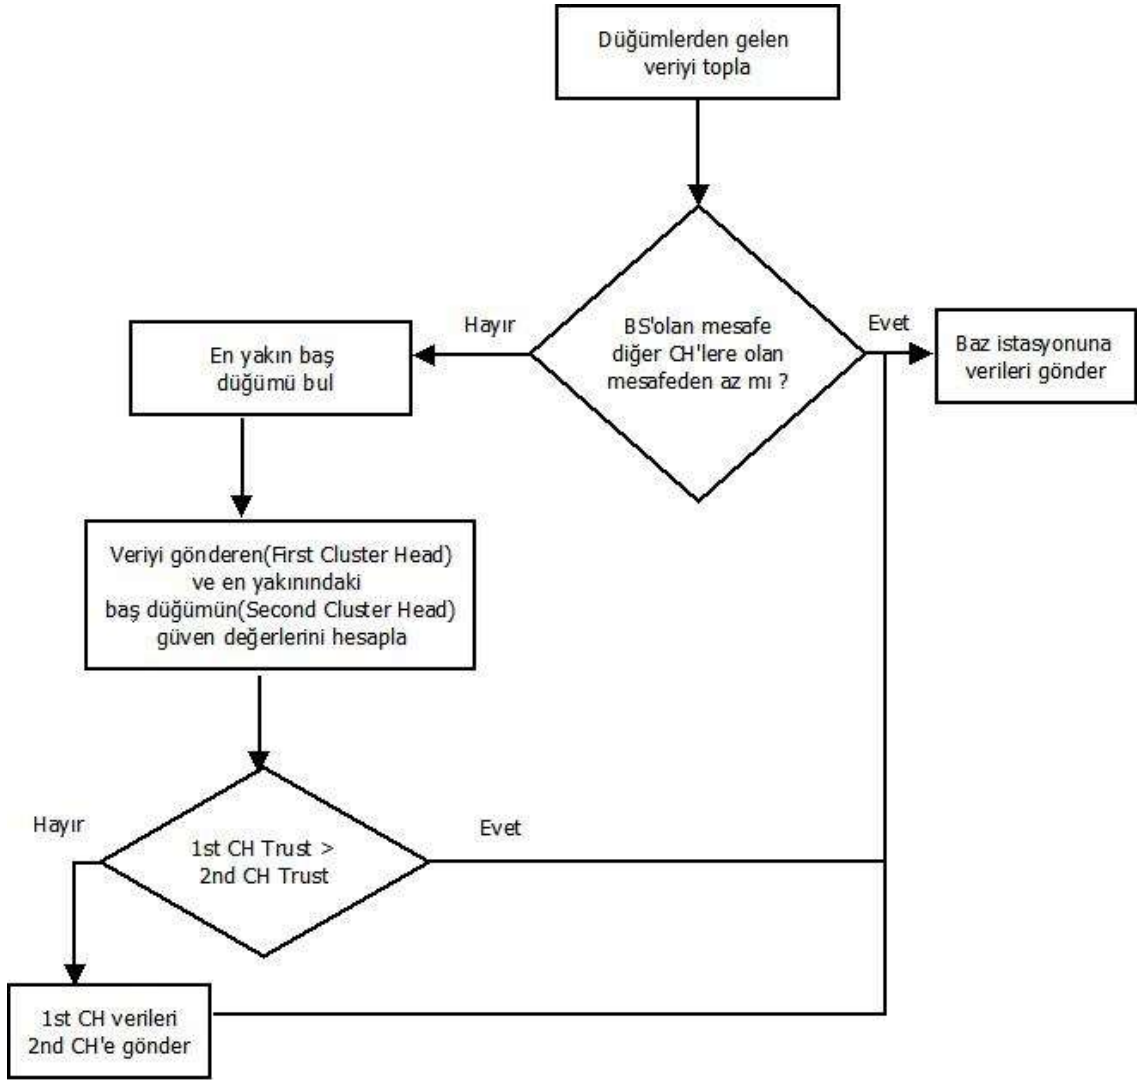 Düğümlerden gelen
veriyi topla
Hayır
BS'olan mesafe
diğer CH'lere olan
mesafeden az mı ?
Evet
Baz istasyonuna
verileri gönder
En yakın baş
düğümü bul
Veriyi gönderen(First Cluster Head)
ve en yakınındaki
baş düğümün(Second Cluster Head)
güven değerlerini hesapla
Hayır
1st CH Trust >
2nd CH Trust
Evet
1st CH verileri
2nd CH'e gönder